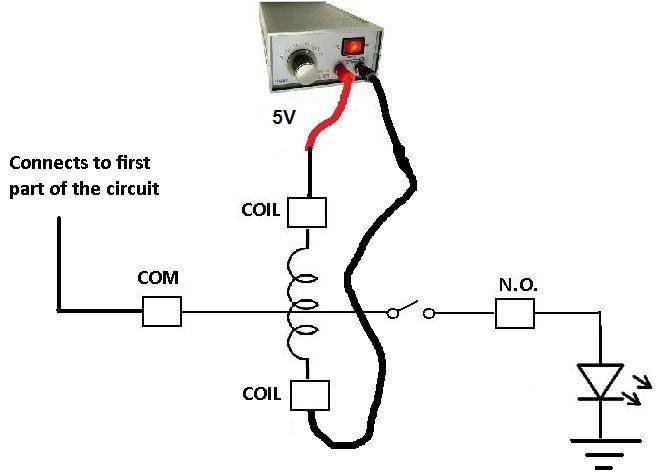 5V
Connects to first
part of the circuit
COIL
COM
N.O.
COIL